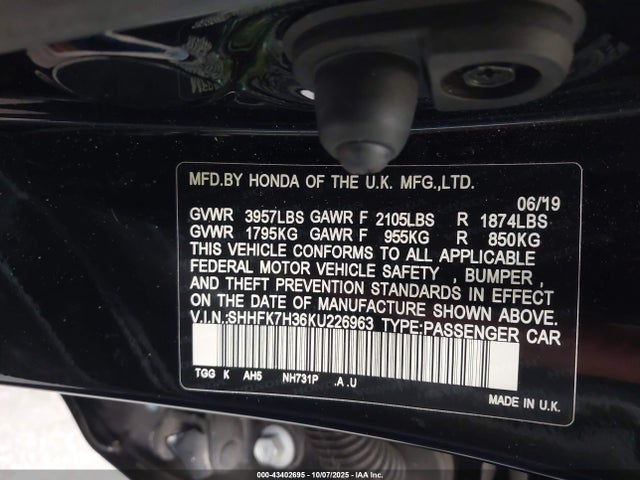 MFD.BY HONDA OF THE U.K. MFG.,LTD.
06/19
GVWR 3957LBS GAWR F 2105LBS R 1874LBS
GVWR 1795KG GAWR F 955KG R 850KG
THIS VEHICLE CONFORMS TO ALL APPLICABLE
FEDERAL MOTOR VEHICLE SAFETY , BUMPER ,
AND THEFT PREVENTION STANDARDS IN EFFECT
ON THE DATE OF MANUFACTURE SHOWN ABOVE.
V.I.N.:SHHFK7H36KU226963 TYPE:PASSENGER CAR
TGG K AH5 NH731P .A.U
MADE IN U.K.
000-43402695 - 10/07/2025 - IAA Inc.